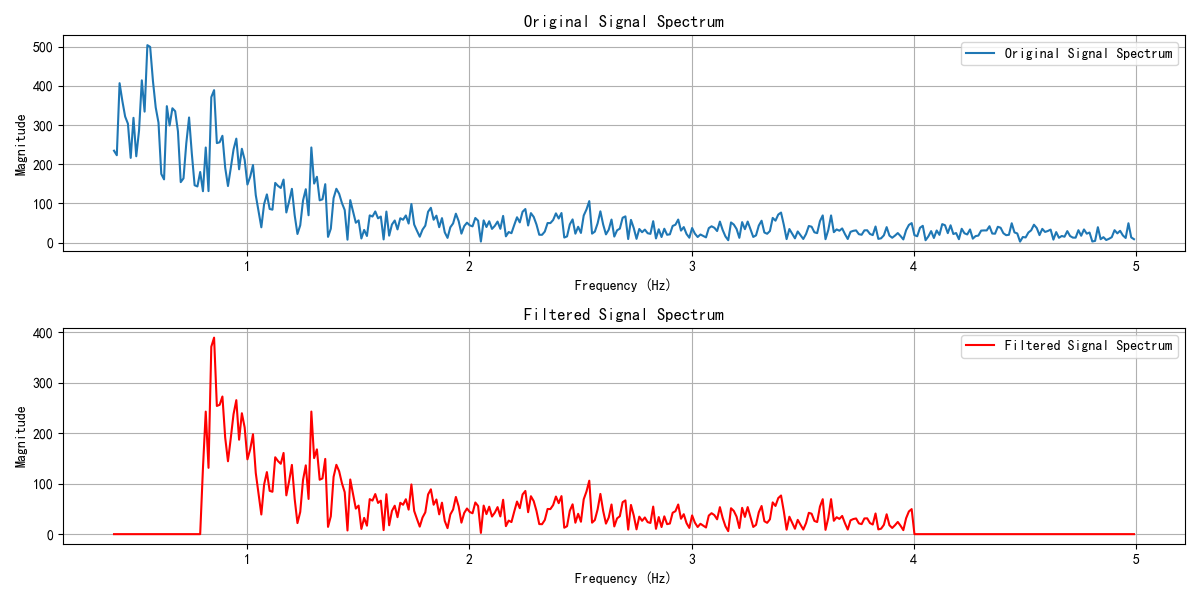 Original Signal Spectrum
Original Signal Spectrum
Magnitude
500
400
300
200
100
0
1
2
3
4
5
Frequency (Hz)
Filtered Signal Spectrum
Filtered Signal Spectrum
Magnitude
400
300
200
100
0
1
2
3
4
5
Frequency (Hz)